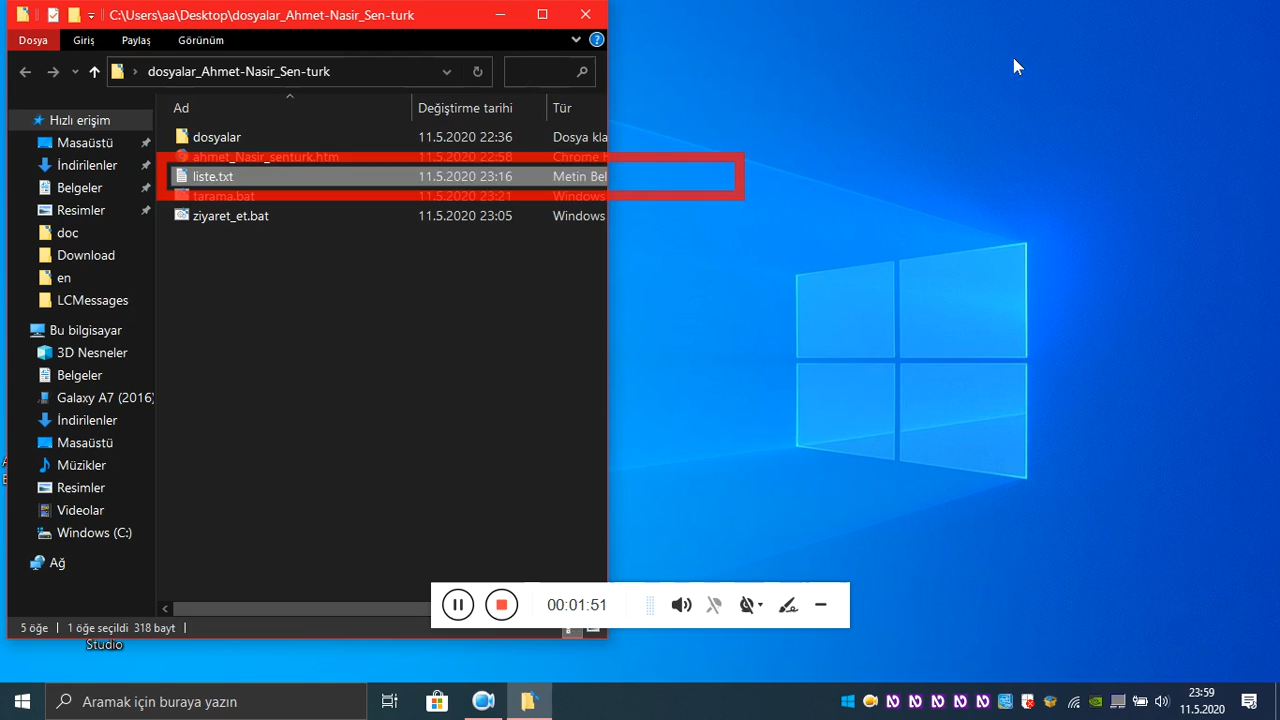 C:\Users\aa\Desktop\dosyalar_Ahmet-Nasir_Sen-turk
Dosya Giriş Paylaş Görünüm
dosyalar_Ahmet-Nasir_Sen-turk
Ad Değiştirme tarihi Tür
Hızlı erişim
Masaüstü
İndirilenler
Belgeler
Resimler
doc
Download
en
LCMessages
Bu bilgisayar
3D Nesneler
Belgeler
Galaxy A7 (2016)
İndirilenler
Masaüstü
Müzikler
Resimler
Videolar
Windows (C:)
Ağ
dosyalar 11.5.2020 22:36 Dosya kla
ahmet_Nasir_senturk.htm 11.5.2020 22:58 Chrome H
liste.txt 11.5.2020 23:16 Metin Bel
tarama.bat 11.5.2020 23:21 Windows
ziyaret_et.bat 11.5.2020 23:05 Windows
5 öğe 1 öğe seçildi 318 bayt
00:01:51
Studio
Aramak için buraya yazın
23:59
11.5.2020